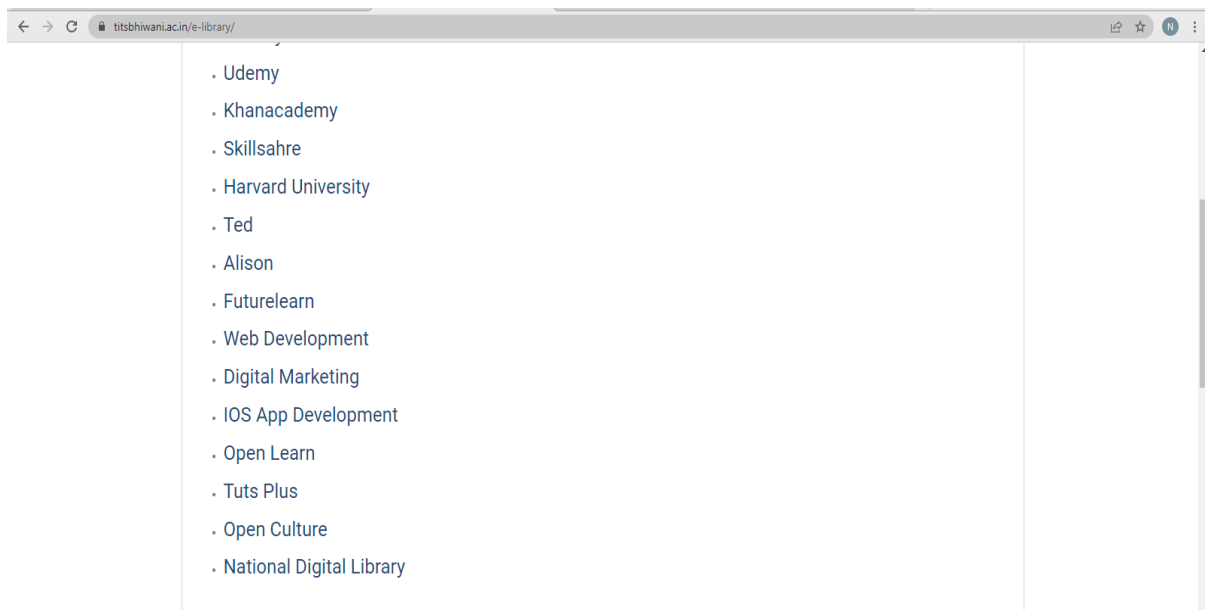 titsbhiwani.ac.in/e-library/
N
Udemy
Khanacademy
Skillsahre
Harvard University
Ted
Alison
Futurelearn
Web Development
Digital Marketing
IOS App Development
Open Learn
Tuts Plus
Open Culture
National Digital Library